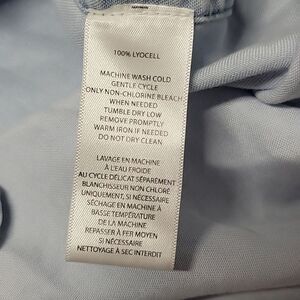 100% LYOCELL
MACHINE WASH COLD
GENTLE CYCLE
ONLY NON-CHLORINE BLEACH
WHEN NEEDED
TUMBLE DRY LOW
REMOVE PROMPTLY
WARM IRON IF NEEDED
DO NOT DRY CLEAN
LAVAGE EN MACHINE
À L'EAU FROIDE
AU CYCLE DÉLICAT SÉPARÉMENT
BLANCHISSEUR NON CHLORÉ
UNIQUEMENT, SI NÉCESSAIRE
SÉCHAGE EN MACHINE À
BASSE TEMPÉRATURE
DE LA MACHINE
REPASSER À FER MOYEN
SI NÉCESSAIRE
NETTOYAGE À SEC INTERDIT